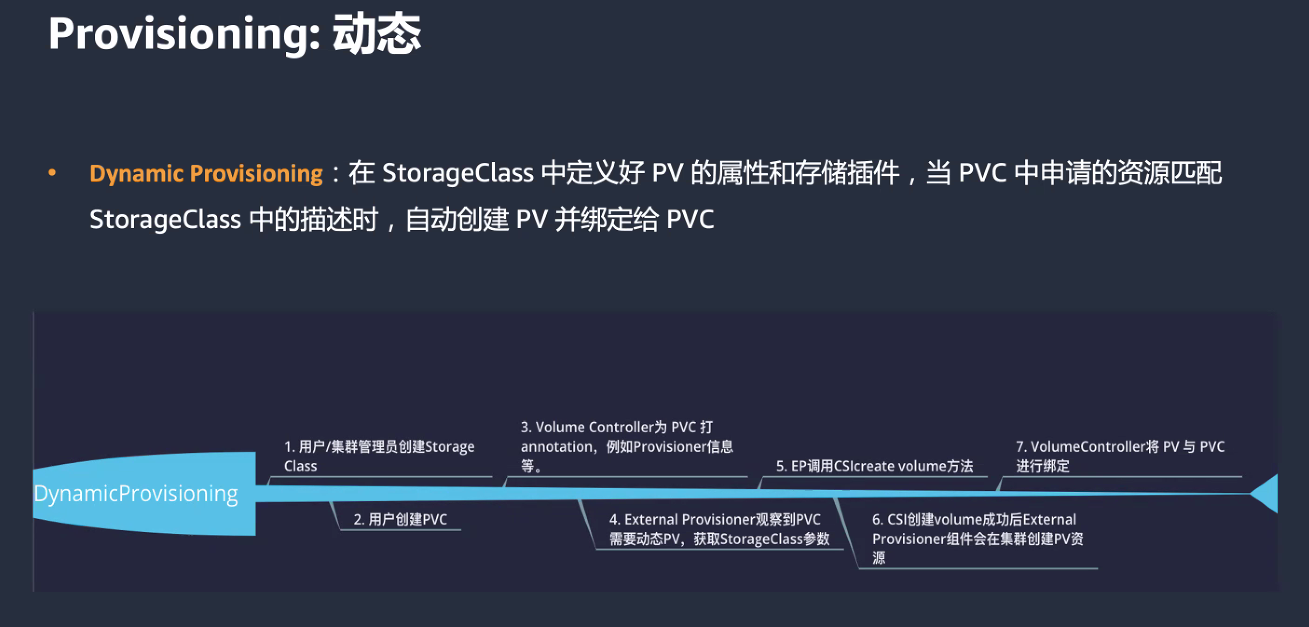 Provisioning: 动态
• Dynamic Provisioning：在 StorageClass 中定义好 PV 的属性和存储插件，当 PVC 中申请的资源匹配
StorageClass 中的描述时，自动创建 PV 并绑定给 PVC
DynamicProvisioning
1. 用户/集群管理员创建Storage
Class
2. 用户创建PVC
3. Volume Controller为 PVC 打
annotation，例如Provisioner信息
等。
4. External Provisioner观察到PVC
需要动态PV，获取StorageClass参数
5. EP调用CSIcreate volume方法
6. CSI创建volume成功后External
Provisioner组件会在集群创建PV资
源
7. VolumeController将 PV 与 PVC
进行绑定